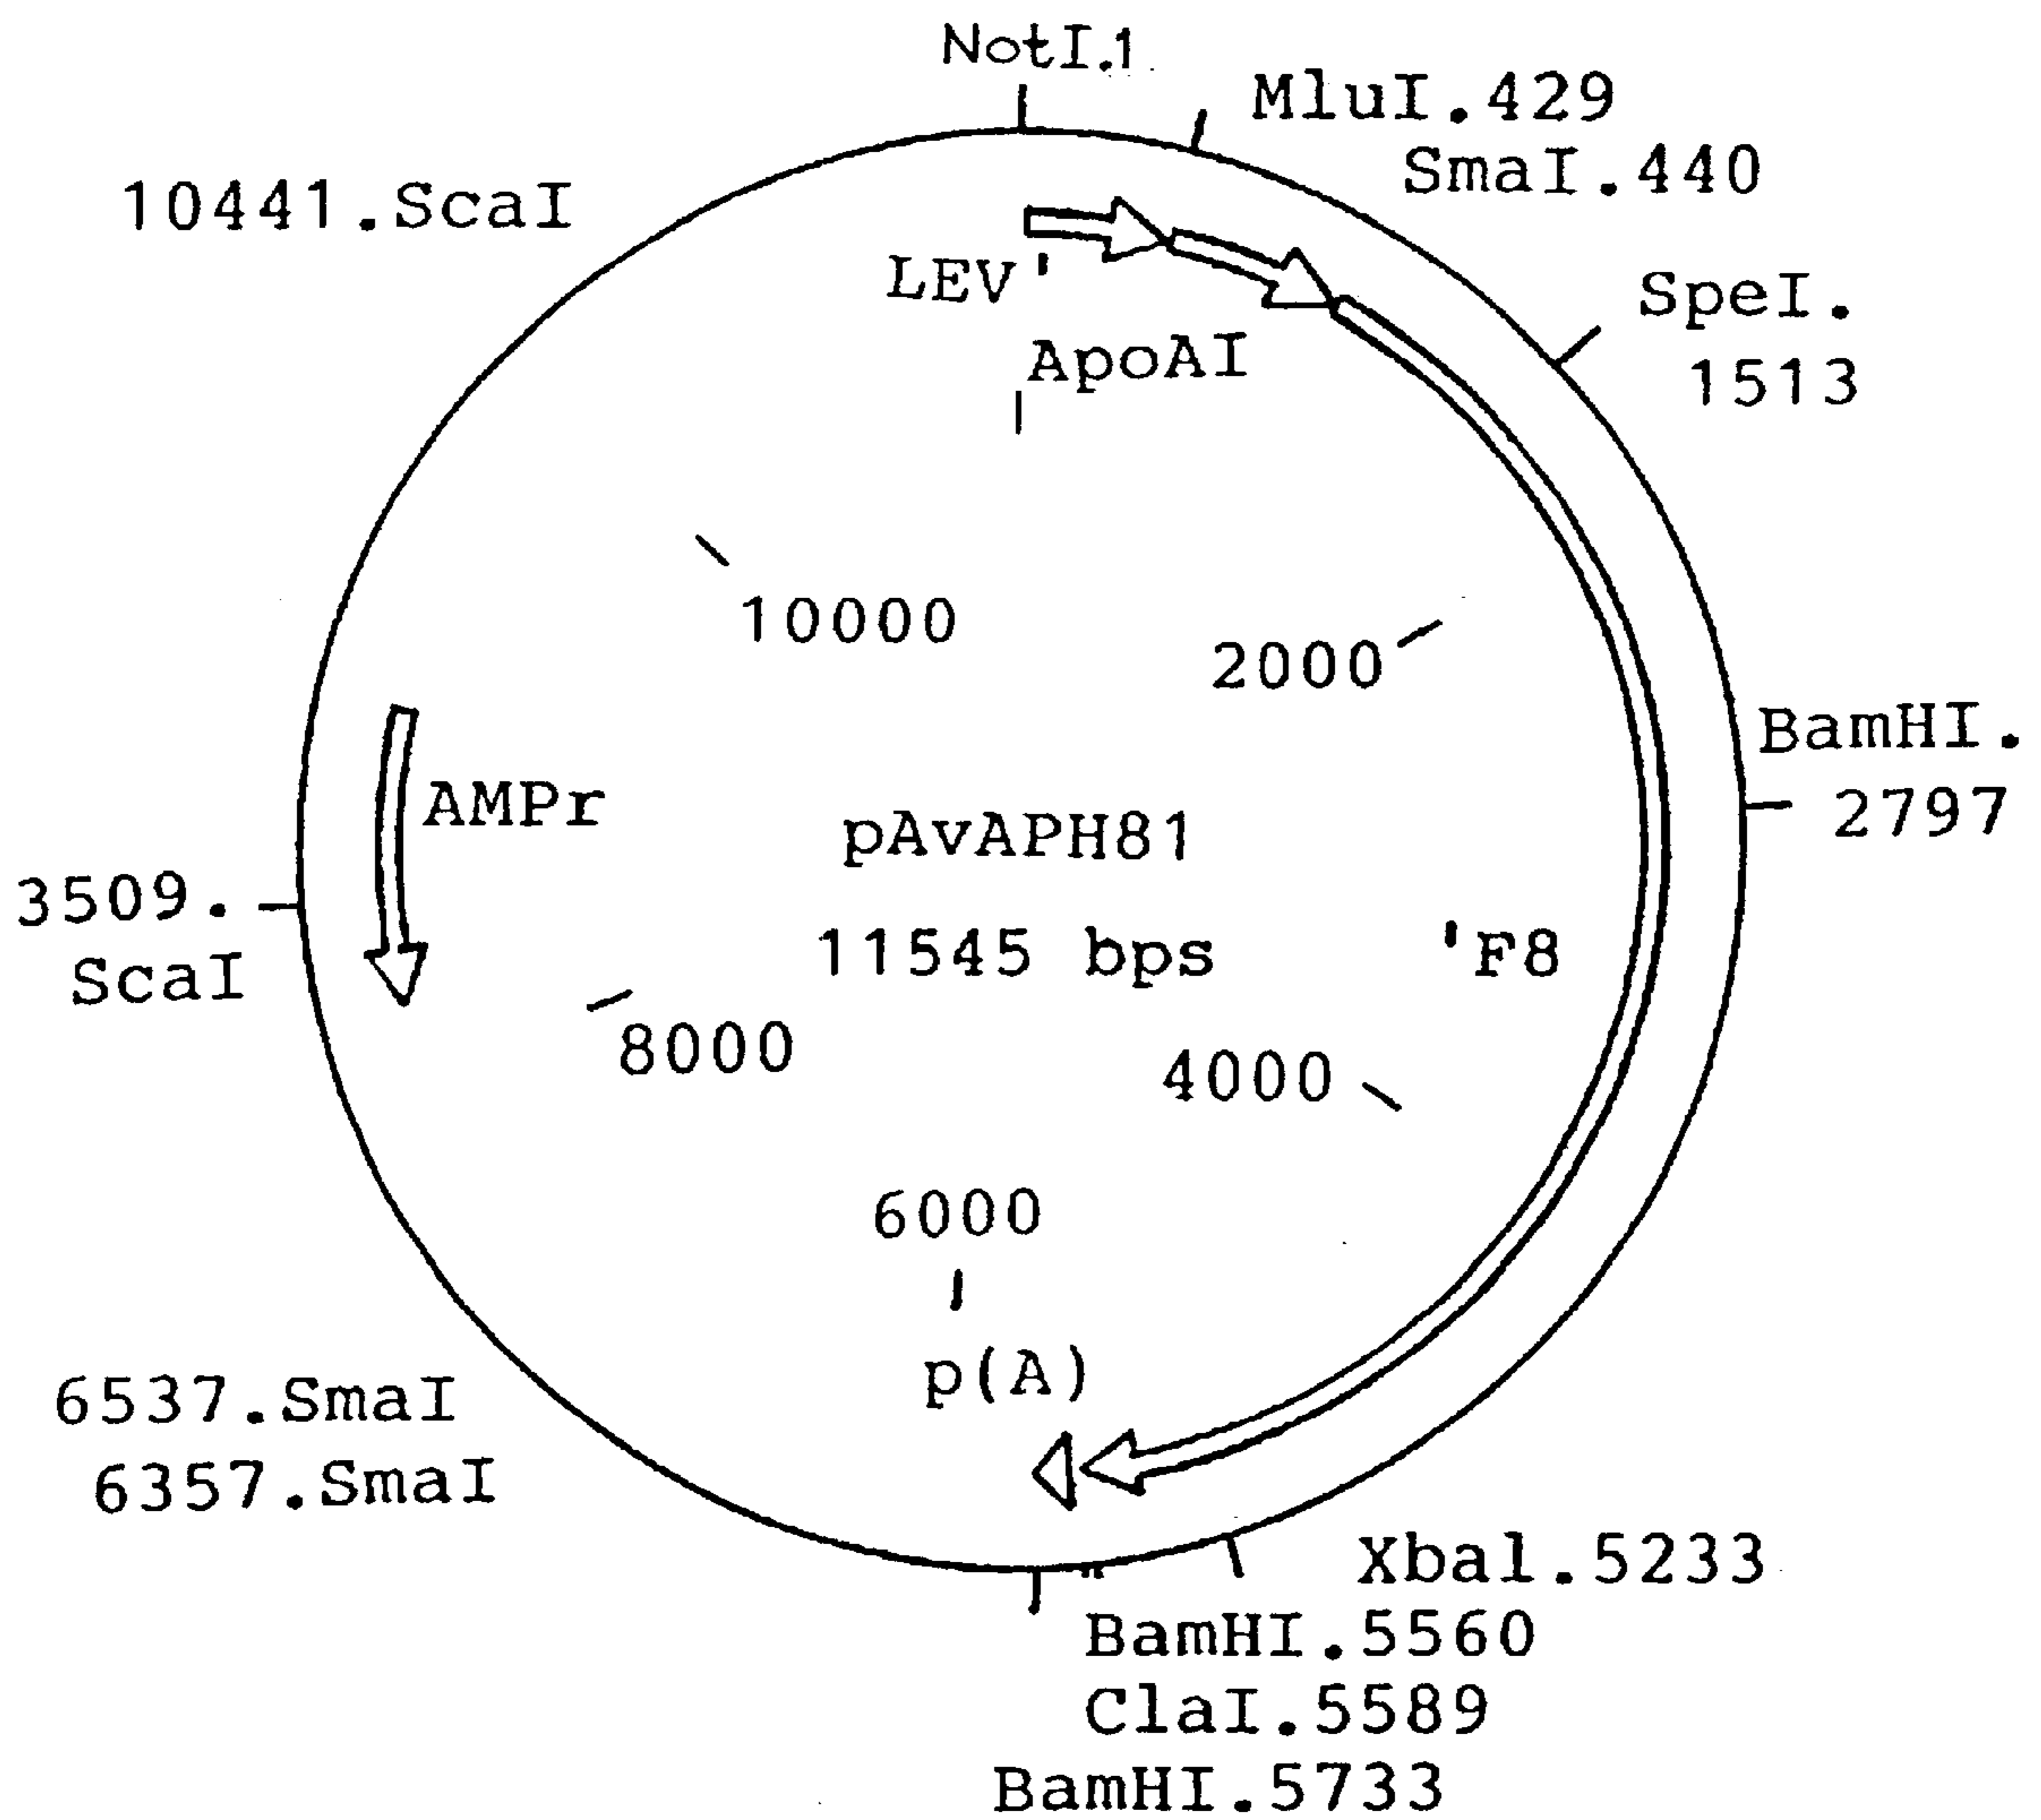 NotI.1
MluI.429
SmaI.440
10441.ScaI
LEV'
SpeI.
1513
ApoAI
10000
2000
BamHI.
2797
AMPr
pAvAPH81
3509.
ScaI
11545 bps
'F8
8000
4000
6000
p(A)
6537.SmaI
6357.SmaI
Xbal.5233
BamHI.5560
ClaI.5589
BamHI.5733